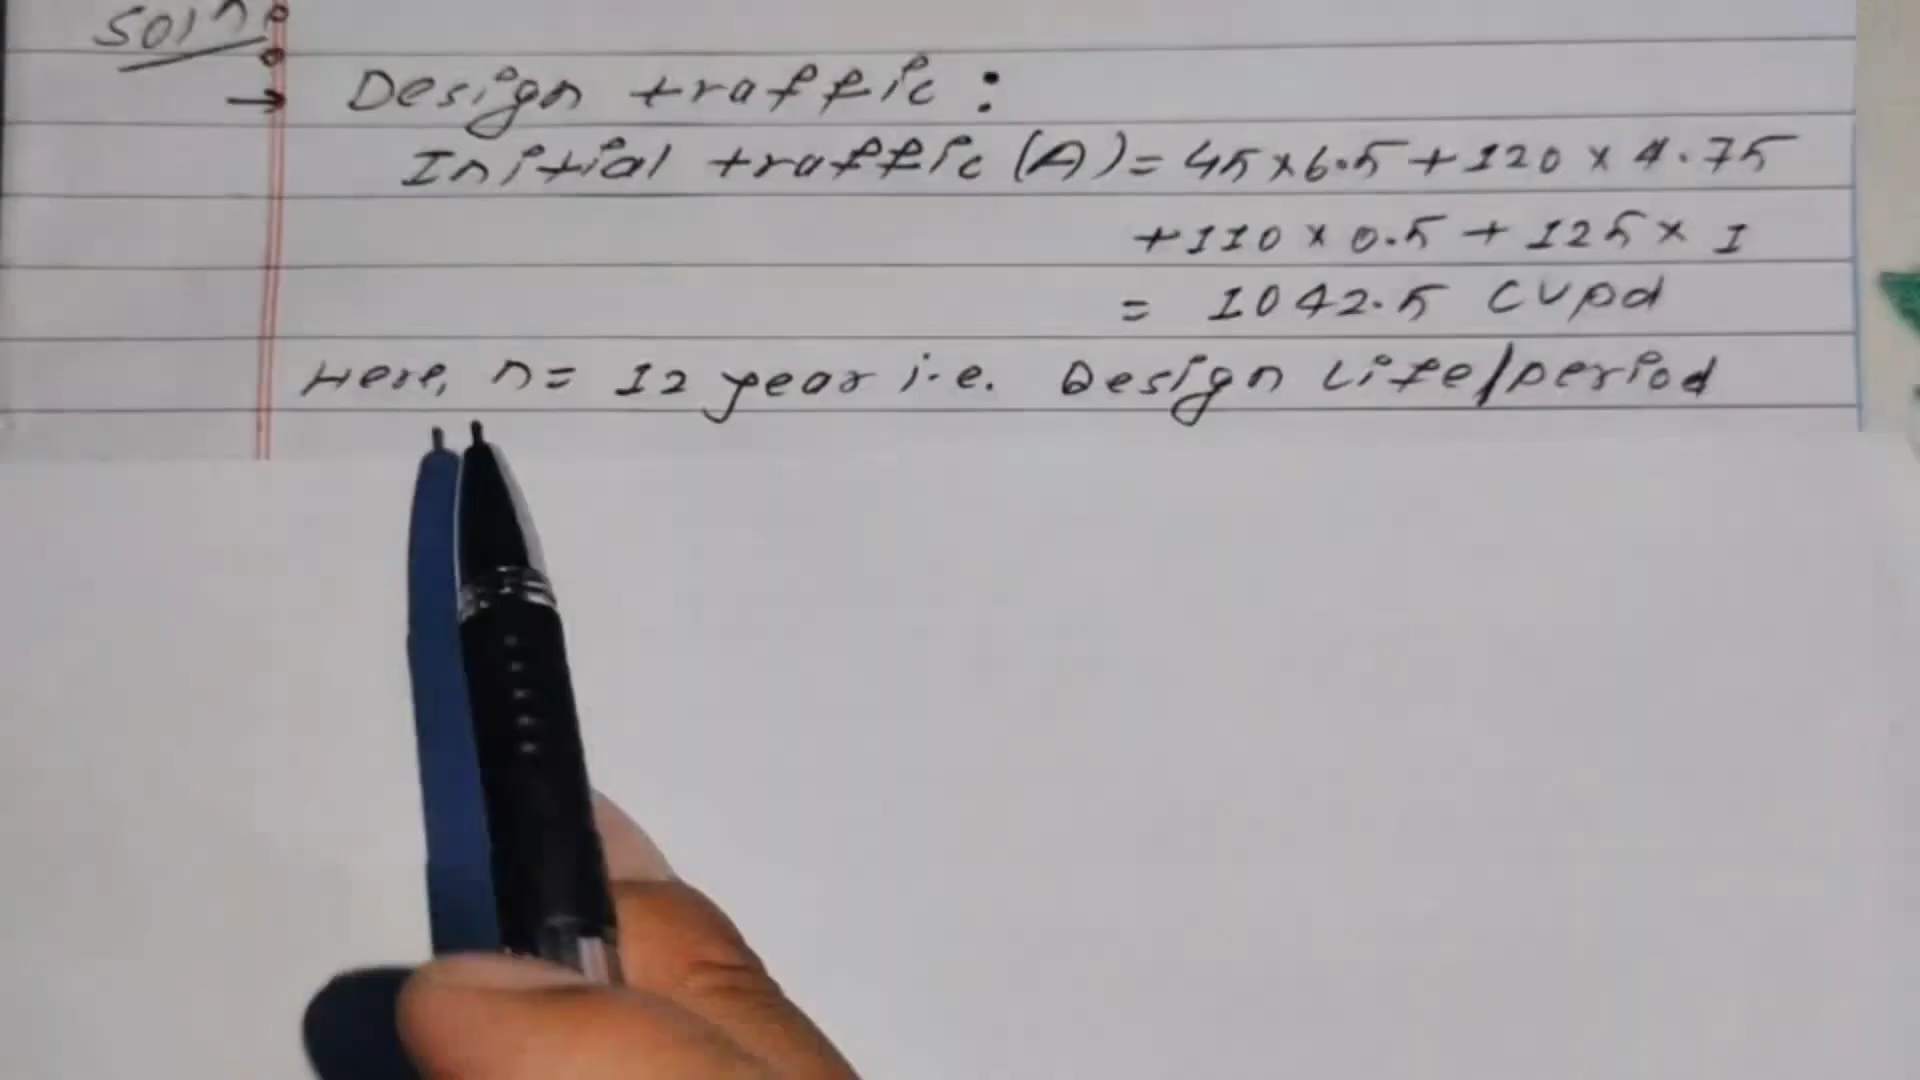 Soln
→ Design traffic :
Initial traffic (A) = 45 x 6.5 + 120 x 4.75
+ 110 x 0.5 + 125 x 1
= 1042.5 CVpd
Here, n = 12 year i.e. Design Life/period